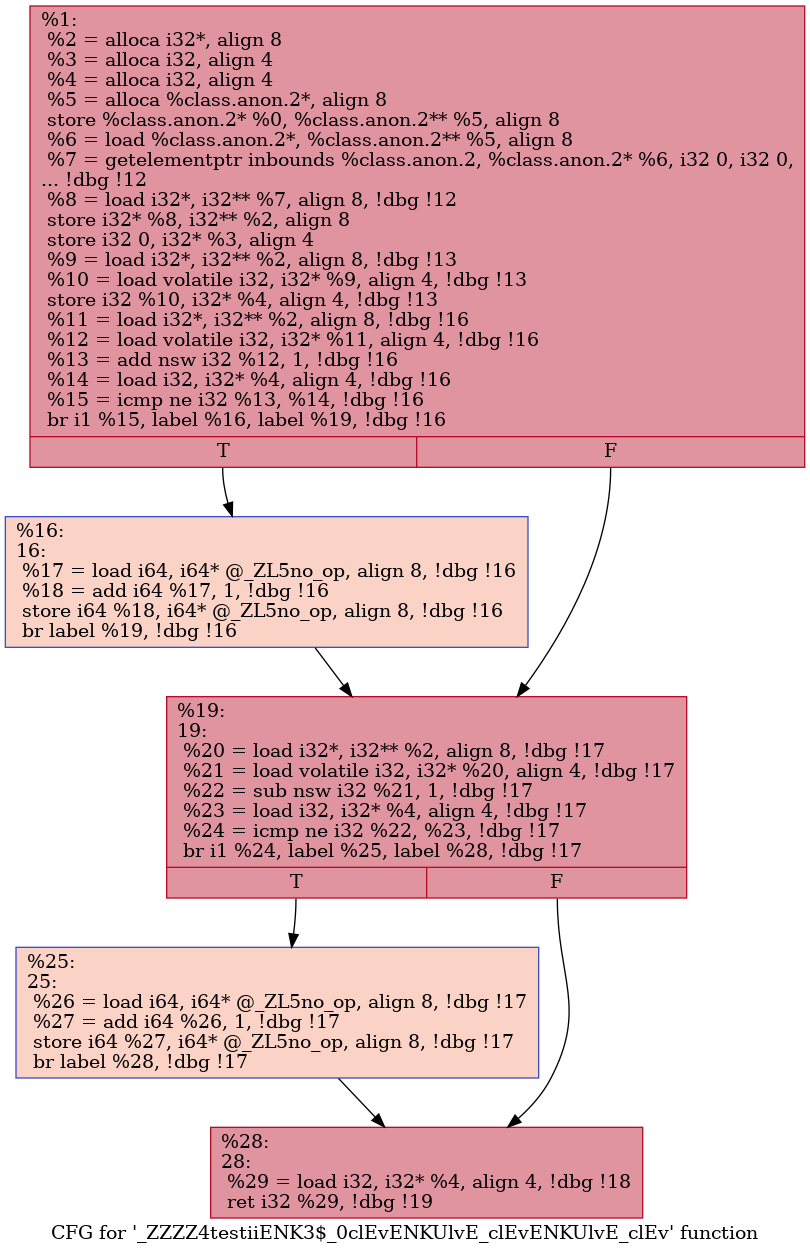 %1:
%2 = alloca i32*, align 8
%3 = alloca i32, align 4
%4 = alloca i32, align 4
%5 = alloca %class.anon.2*, align 8
store %class.anon.2* %0, %class.anon.2** %5, align 8
%6 = load %class.anon.2*, %class.anon.2** %5, align 8
%7 = getelementptr inbounds %class.anon.2, %class.anon.2* %6, i32 0, i32 0,
... !dbg !12
%8 = load i32*, i32** %7, align 8, !dbg !12
store i32* %8, i32** %2, align 8
store i32 0, i32* %3, align 4
%9 = load i32*, i32** %2, align 8, !dbg !13
%10 = load volatile i32, i32* %9, align 4, !dbg !13
store i32 %10, i32* %4, align 4, !dbg !13
%11 = load i32*, i32** %2, align 8, !dbg !16
%12 = load volatile i32, i32* %11, align 4, !dbg !16
%13 = add nsw i32 %12, 1, !dbg !16
%14 = load i32, i32* %4, align 4, !dbg !16
%15 = icmp ne i32 %13, %14, !dbg !16
br i1 %15, label %16, label %19, !dbg !16
T F
%16:
16:
%17 = load i64, i64* @_ZL5no_op, align 8, !dbg !16
%18 = add i64 %17, 1, !dbg !16
store i64 %18, i64* @_ZL5no_op, align 8, !dbg !16
br label %19, !dbg !16
%19:
19:
%20 = load i32*, i32** %2, align 8, !dbg !17
%21 = load volatile i32, i32* %20, align 4, !dbg !17
%22 = sub nsw i32 %21, 1, !dbg !17
%23 = load i32, i32* %4, align 4, !dbg !17
%24 = icmp ne i32 %22, %23, !dbg !17
br i1 %24, label %25, label %28, !dbg !17
T F
%25:
25:
%26 = load i64, i64* @_ZL5no_op, align 8, !dbg !17
%27 = add i64 %26, 1, !dbg !17
store i64 %27, i64* @_ZL5no_op, align 8, !dbg !17
br label %28, !dbg !17
%28:
28:
%29 = load i32, i32* %4, align 4, !dbg !18
ret i32 %29, !dbg !19
CFG for '_ZZZZ4testiiENK3$_0clEvENKUlvE_clEvENKUlvE_clEv' function